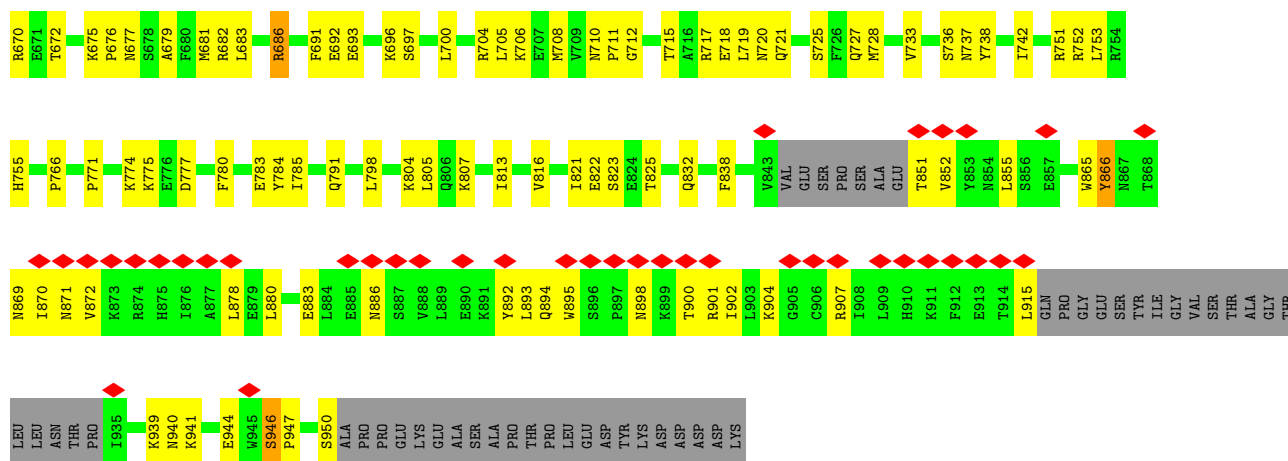 R670 E671 T672 K675 P676 N677 S678 A679 F680 M681 R682 L683 R686 F691 E692 E693 K696 S697 L700 R704 L705 K706 E707 M708 V709 N710 P711 G712 T715 A716 R717 E718 L719 N720 Q721 S725 F726 Q727 M728 V733 S736 N737 Y738 I742 R751 R752 L753 R754
H755 P766 P771 K774 K775 E776 D777 F780 E783 Y784 I785 Q791 L798 K804 L805 Q806 K807 I813 V816 I821 E822 S823 E824 T825 Q832 F838 V843 VAL GLU SER PRO SER ALA GLU T851 V852 Y853 N854 L855 S856 E857 W865 Y866 N867 T868
N869 I870 N871 V872 K873 R874 H875 I876 A877 L878 E879 L880 E883 L884 E885 N886 S887 V888 L889 E890 K891 Y892 L893 Q894 W895 S896 P897 N898 K899 T900 R901 I902 L903 K904 G905 C906 R907 I908 L909 H910 K911 F912 E913 T914 L915 GLN PRO GLY GLU SER TYR ILE GLY VAL SER THR ALA GLY THR
LEU LEU ASN THR PRO I935 K939 N940 K941 E944 W945 S946 P947 S950 ALA PRO PRO GLU LYS GLU ALA SER ALA PRO THR PRO LEU GLU ASP TYR LYS ASP ASP ASP ASP LYS